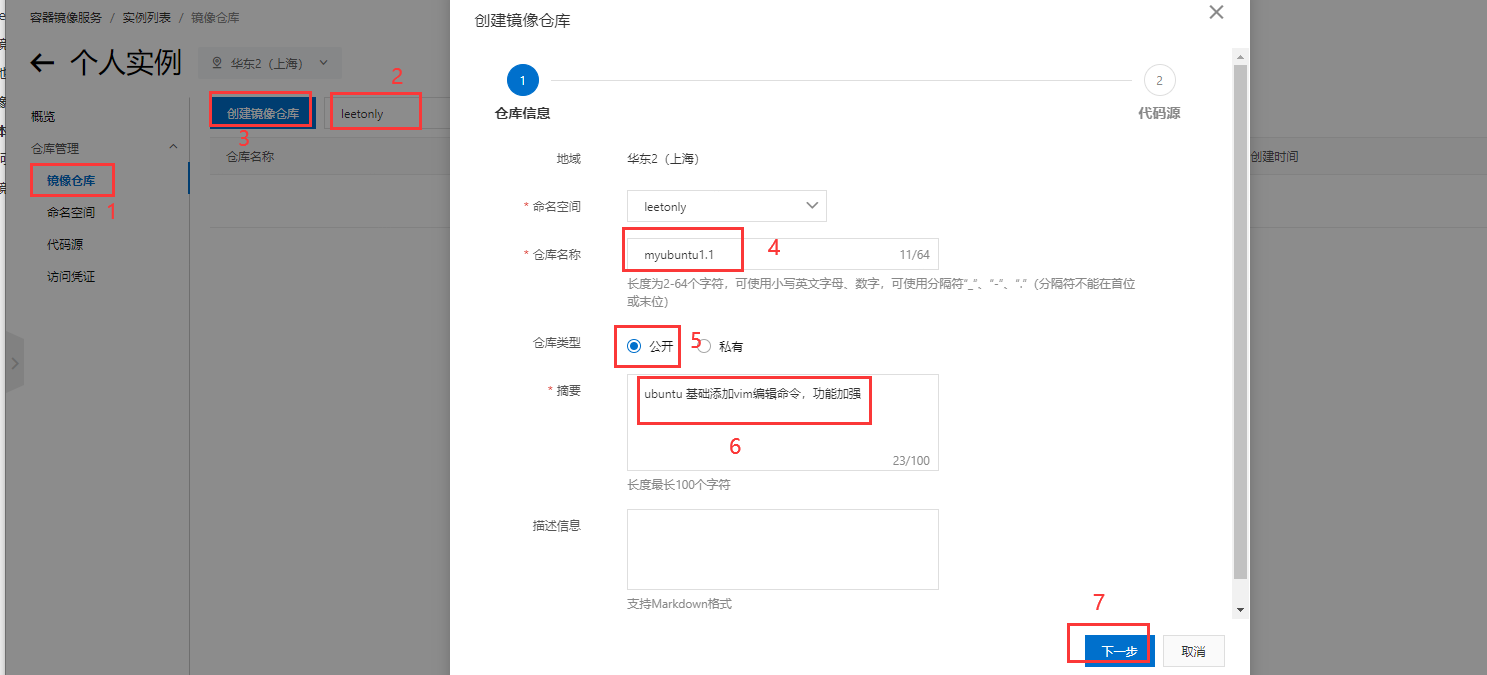 容器镜像服务 / 实例列表 / 镜像仓库
个人实例
华东2（上海）
2
创建镜像仓库
leetonly
3
仓库名称
创建时间
概览
仓库管理
镜像仓库
1
命名空间
代码源
访问凭证
创建镜像仓库
1
2
仓库信息
代码源
地域
华东2（上海）
* 命名空间
leetonly
* 仓库名称
myubuntu1.1
11/64
4
长度为2-64个字符，可使用小写英文字母、数字，可使用分隔符“_”、“-”、“.”（分隔符不能在首位
或末位）
仓库类型
公开
5
私有
* 摘要
ubuntu 基础添加vim编辑命令，功能加强
6
23/100
长度最长100个字符
描述信息
支持Markdown格式
7
下一步
取消